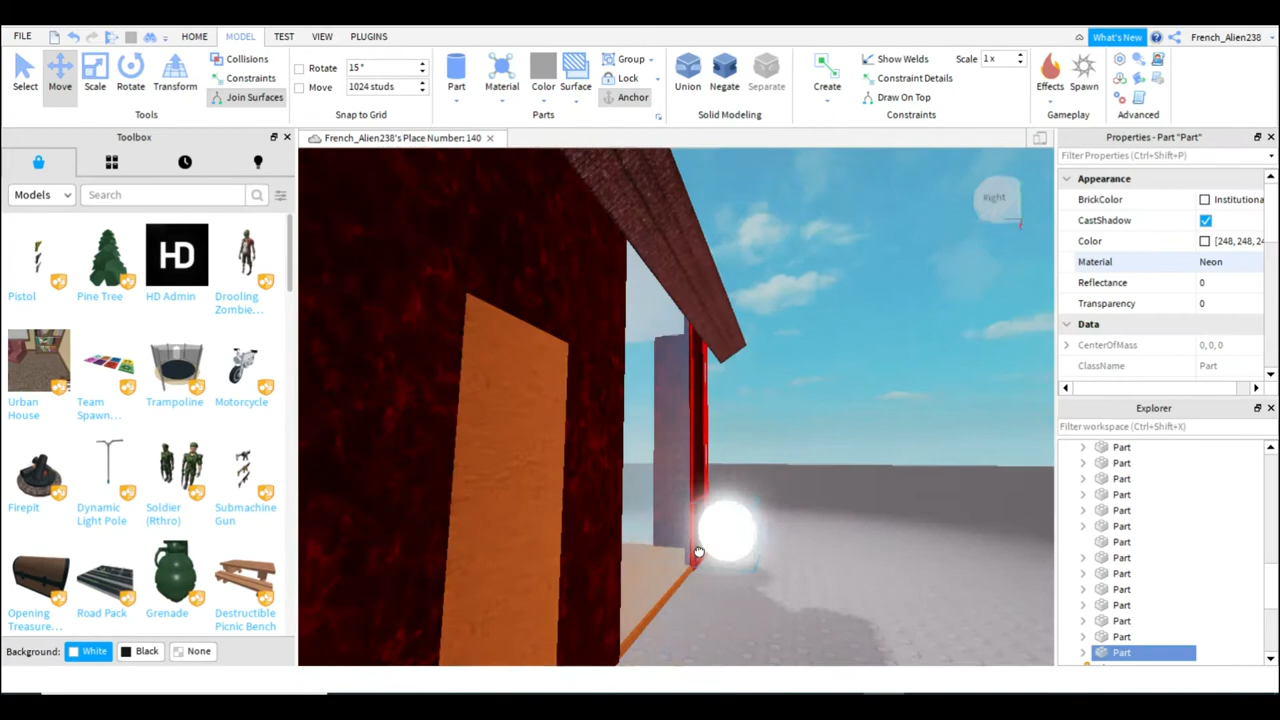 FILE HOME MODEL TEST VIEW PLUGINS What's New French_Alien238
Select Move Scale Rotate Transform
Collisions
Constraints
Join Surfaces
Tools
Rotate 15 °
Move 1024 studs
Snap to Grid
Part Material Color Surface
Group
Lock
Anchor
Parts
Union Negate Separate
Solid Modeling
Create
Show Welds Scale 1 x
Constraint Details
Draw On Top
Constraints
Effects Spawn
Gameplay
Advanced
Toolbox
French_Alien238's Place Number: 140
Models Search
Pistol Pine Tree HD Admin Drooling
Zombie...
HD
Urban
House
Team
Spawn...
Trampoline Motorcycle
Firepit
Dynamic
Light Pole
Soldier
(Rthro)
Submachine
Gun
Opening
Treasure...
Road Pack Grenade
Destructible
Picnic Bench
Background: White Black None
Right
Properties - Part "Part"
Filter Properties (Ctrl+Shift+P)
Appearance
BrickColor Institutiona
CastShadow
Color [248, 248, 24
Material Neon
Reflectance 0
Transparency 0
Data
CenterOfMass 0, 0, 0
ClassName Part
Explorer
Filter workspace (Ctrl+Shift+X)
Part
Part
Part
Part
Part
Part
Part
Part
Part
Part
Part
Part
Part
Part